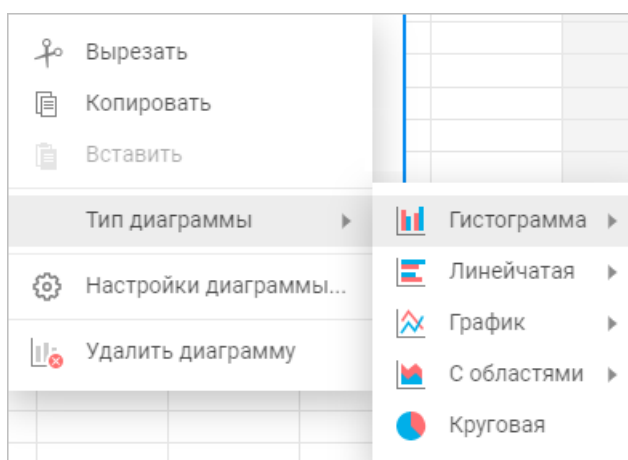 Вырезать
Копировать
Вставить
Тип диаграммы
Гистограмма
Линейчатая
Настройки диаграммы...
График
Удалить диаграмму
С областями
Круговая